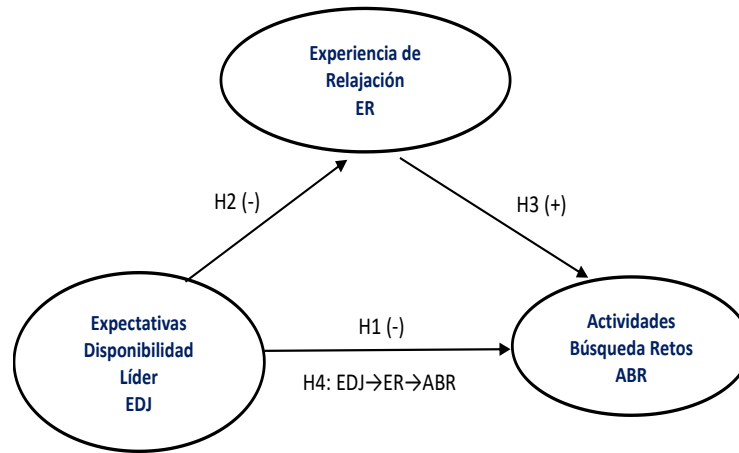 Experiencia de
Relajación
ER
H2 (-)
H3 (+)
Expectativas
Disponibilidad
Líder
EDJ
H1 (-)
H4: EDJ→ER→ABR
Actividades
Búsqueda Retos
ABR